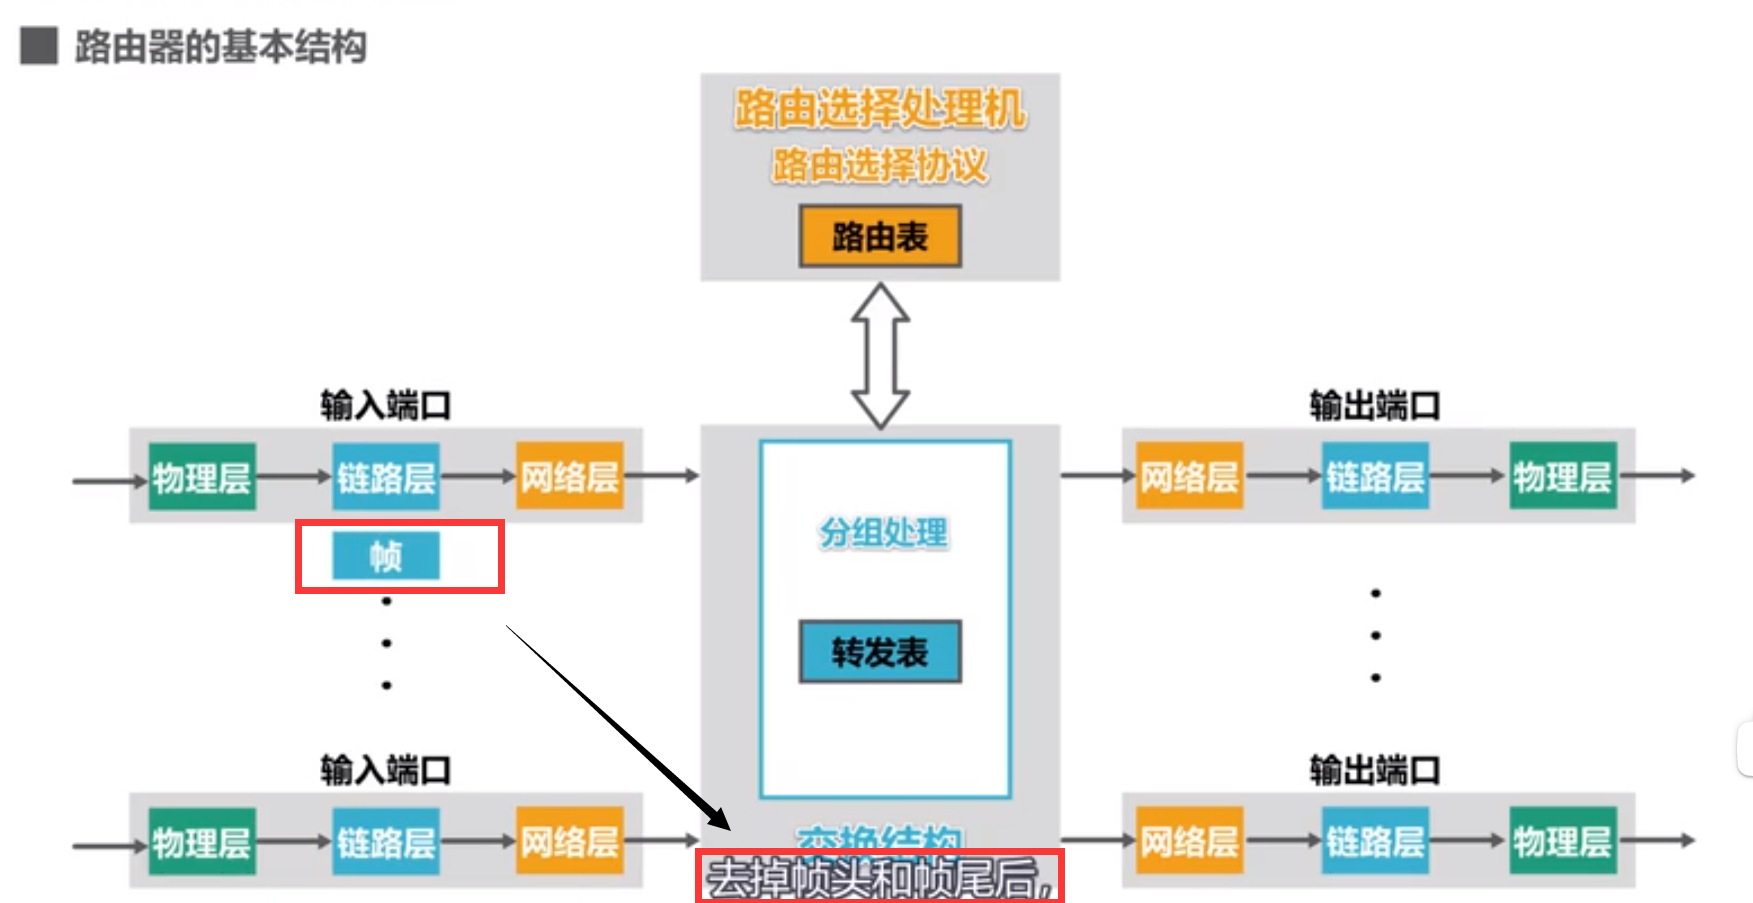 路由器的基本结构
路由选择处理机
路由选择协议
路由表
输入端口
物理层
链路层
网络层
帧
输出端口
网络层
链路层
物理层
分组处理
转发表
输入端口
物理层
链路层
网络层
交换结构
去掉帧头和帧尾后，
输出端口
网络层
链路层
物理层